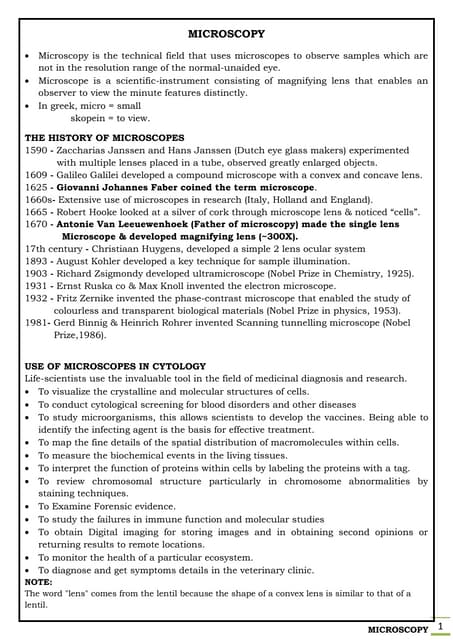 MICROSCOPY
• Microscopy is the technical field that uses microscopes to observe samples which are
not in the resolution range of the normal-unaided eye.
• Microscope is a scientific-instrument consisting of magnifying lens that enables an
observer to view the minute features distinctly.
• In greek, micro = small
skopein = to view.
THE HISTORY OF MICROSCOPES
1590 - Zaccharias Janssen and Hans Janssen (Dutch eye glass makers) experimented
with multiple lenses placed in a tube, observed greatly enlarged objects.
1609 - Galileo Galilei developed a compound microscope with a convex and concave lens.
1625 - Giovanni Johannes Faber coined the term microscope.
1660s- Extensive use of microscopes in research (Italy, Holland and England).
1665 - Robert Hooke looked at a silver of cork through microscope lens & noticed "cells".
1670 - Antonie Van Leeuewenhoek (Father of microscopy) made the single lens
Microscope & developed magnifying lens (~300X).
17th century - Christiaan Huygens, developed a simple 2 lens ocular system
1893 - August Kohler developed a key technique for sample illumination.
1903 - Richard Zsigmondy developed ultramicroscope (Nobel Prize in Chemistry, 1925).
1931 - Ernst Ruska co & Max Knoll invented the electron microscope.
1932 - Fritz Zernike invented the phase-contrast microscope that enabled the study of
colourless and transparent biological materials (Nobel Prize in physics, 1953).
1981- Gerd Binnig & Heinrich Rohrer invented Scanning tunnelling microscope (Nobel
Prize,1986).
USE OF MICROSCOPES IN CYTOLOGY
Life-scientists use the invaluable tool in the field of medicinal diagnosis and research.
• To visualize the crystalline and molecular structures of cells.
• To conduct cytological screening for blood disorders and other diseases
• To study microorganisms, this allows scientists to develop the vaccines. Being able to
identify the infecting agent is the basis for effective treatment.
• To map the fine details of the spatial distribution of macromolecules within cells.
• To measure the biochemical events in the living tissues.
• To interpret the function of proteins within cells by labeling the proteins with a tag.
• To review chromosomal structure particularly in chromosome abnormalities by
staining techniques.
• To Examine Forensic evidence.
• To study the failures in immune function and molecular studies
• To obtain Digital imaging for storing images and in obtaining second opinions or
returning results to remote locations.
• To monitor the health of a particular ecosystem.
• To diagnose and get symptoms details in the veterinary clinic.
NOTE:
The word "lens" comes from the lentil because the shape of a convex lens is similar to that of a
lentil.
MICROSCOPY 1